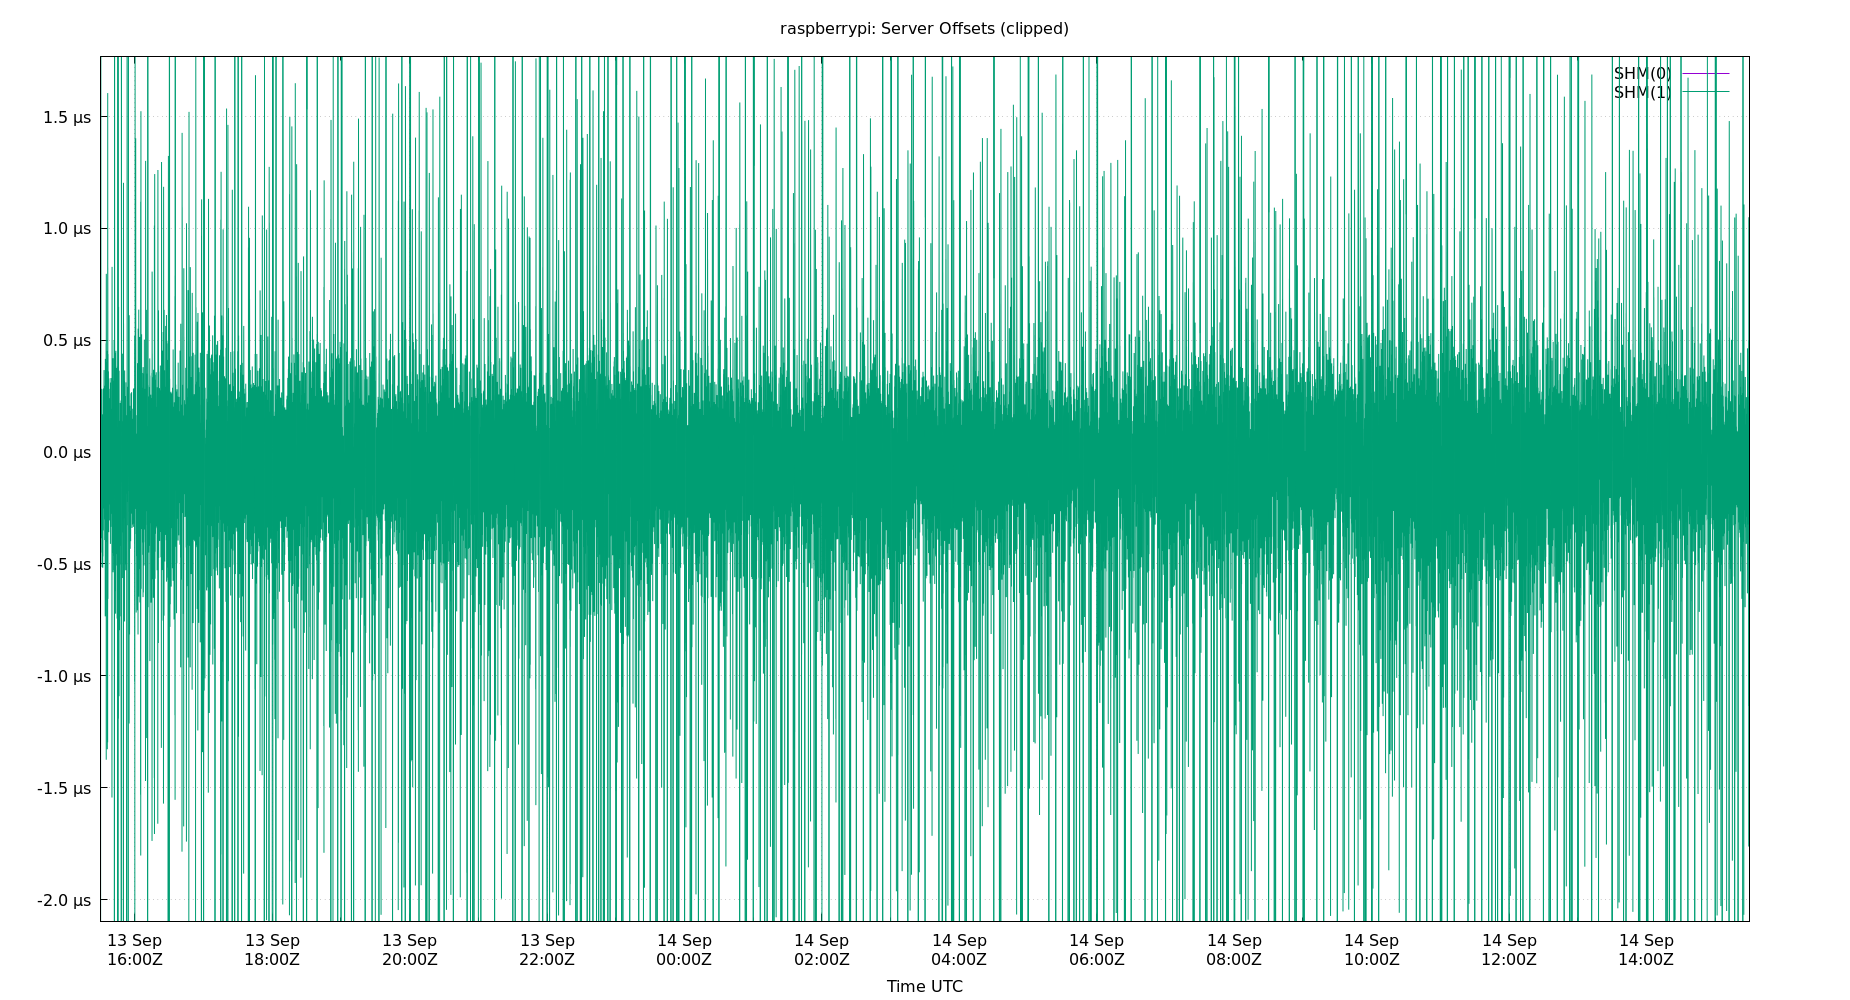 raspberrypi: Server Offsets (clipped)
SHM(0)
SHM(1)
1.5 µs
1.0 µs
0.5 µs
0.0 µs
-0.5 µs
-1.0 µs
-1.5 µs
-2.0 µs
13 Sep 13 Sep 13 Sep 13 Sep 14 Sep 14 Sep 14 Sep 14 Sep 14 Sep 14 Sep 14 Sep 14 Sep
16:00Z 18:00Z 20:00Z 22:00Z 00:00Z 02:00Z 04:00Z 06:00Z 08:00Z 10:00Z 12:00Z 14:00Z
Time UTC